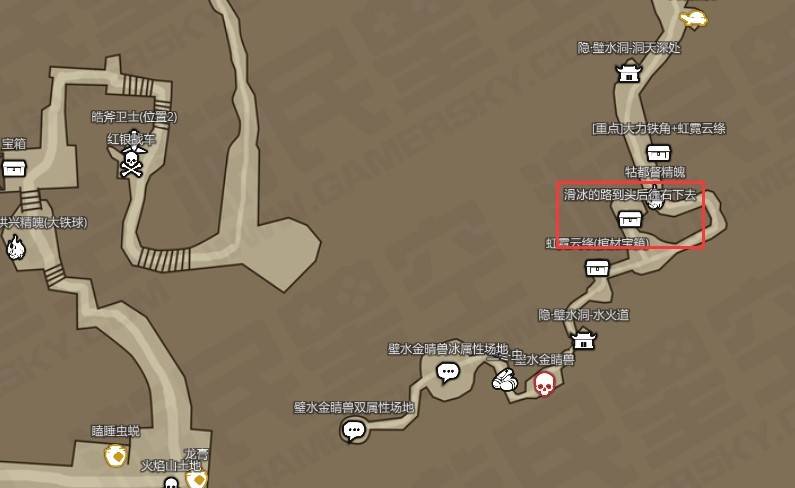 隐·璧水洞-洞天深处
皓斧卫士(位置2)
[重点]大力铁角+虹霓云绛
红银战车
宝箱
牯都督精魄
滑冰的路到头后往右下去
洪兴精魄(大铁球)
虹霓云绛(棺材宝箱)
隐·璧水洞-水火道
璧水金睛兽冰属性场地
虫
璧水金睛兽
璧水金睛兽双属性场地
瞌睡虫蜕
龙膏
火焰山土地